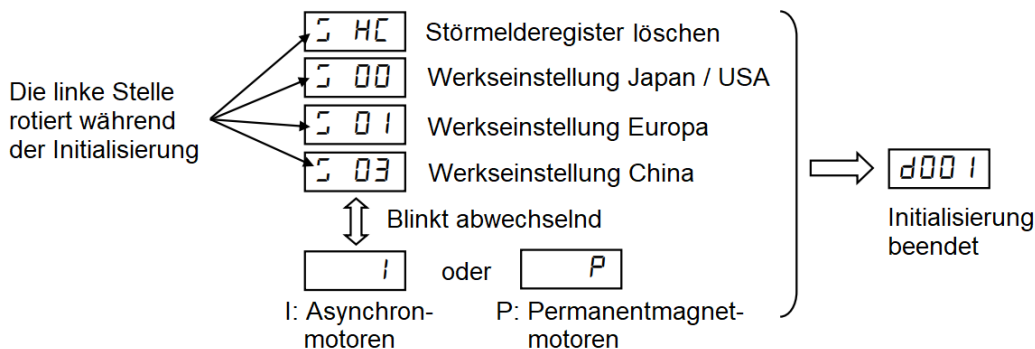 HC Störmelderegister löschen
00 Werkseinstellung Japan / USA
Die linke Stelle
rotiert während
der Initialisierung
01 Werkseinstellung Europa
03 Werkseinstellung China
d001
Blinkt abwechselnd
Initialisierung
beendet
I oder P
I: Asynchron-
motoren
P: Permanentmagnet-
motoren